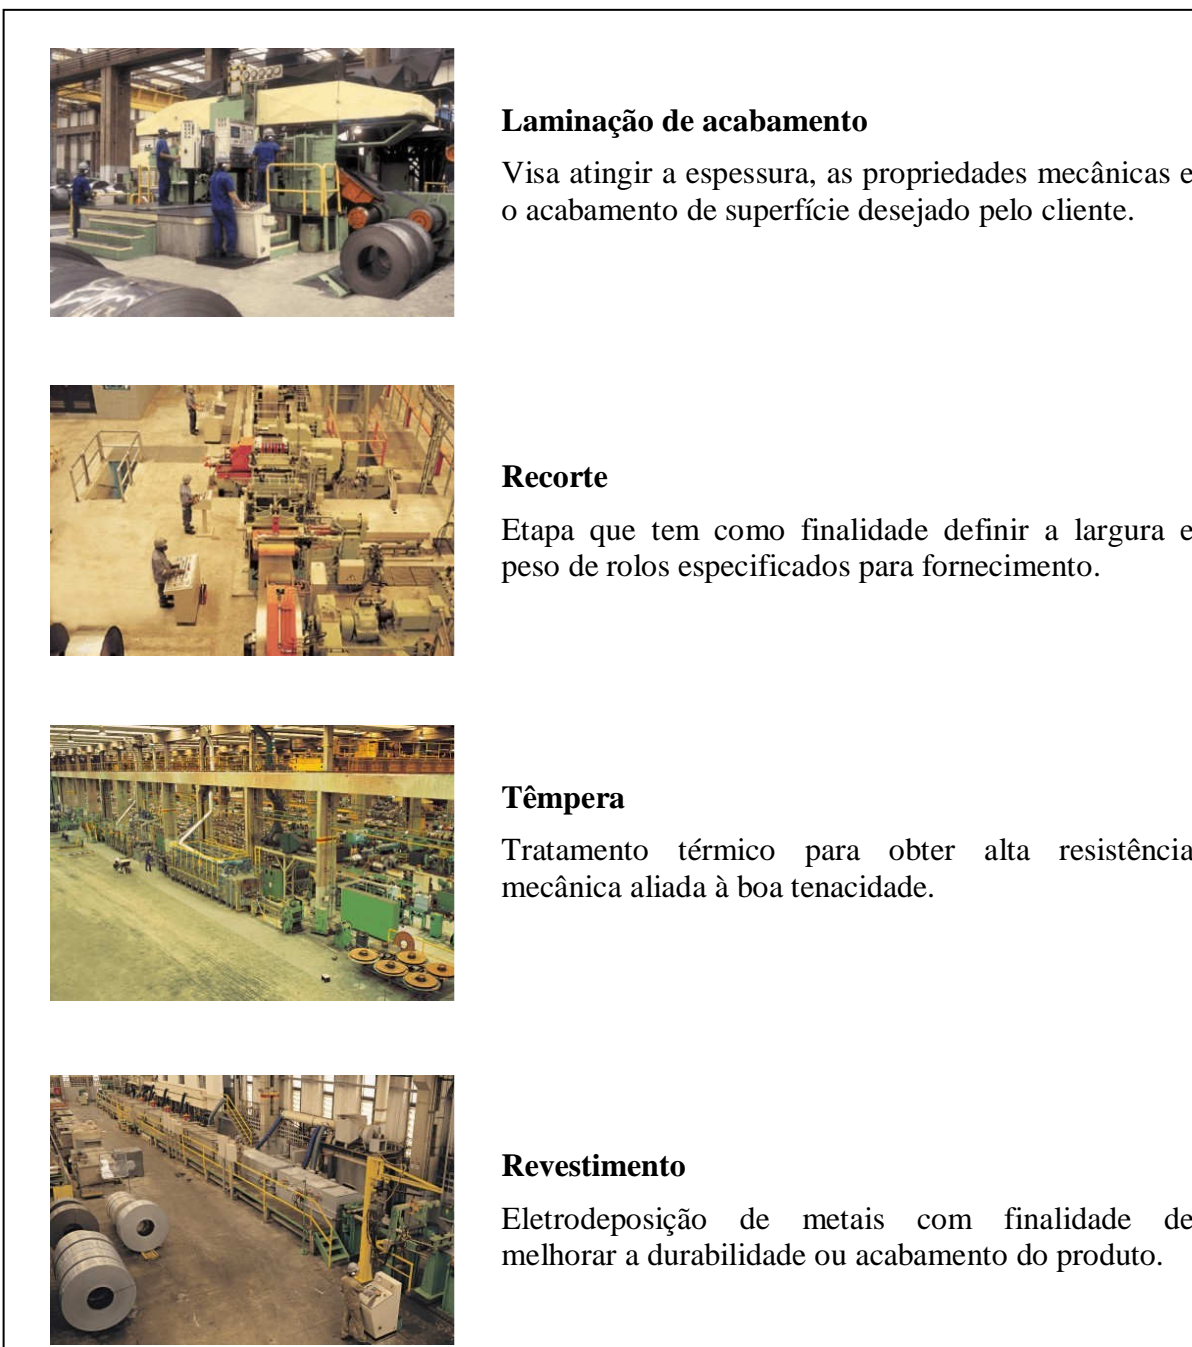 Laminação de acabamento
Visa atingir a espessura, as propriedades mecânicas e
o acabamento de superfície desejado pelo cliente.
Recorte
Etapa que tem como finalidade definir a largura e
peso de rolos especificados para fornecimento.
Têmpera
Tratamento térmico para obter alta resistência
mecânica aliada à boa tenacidade.
Revestimento
Eletrodeposição de metais com finalidade de
melhorar a durabilidade ou acabamento do produto.